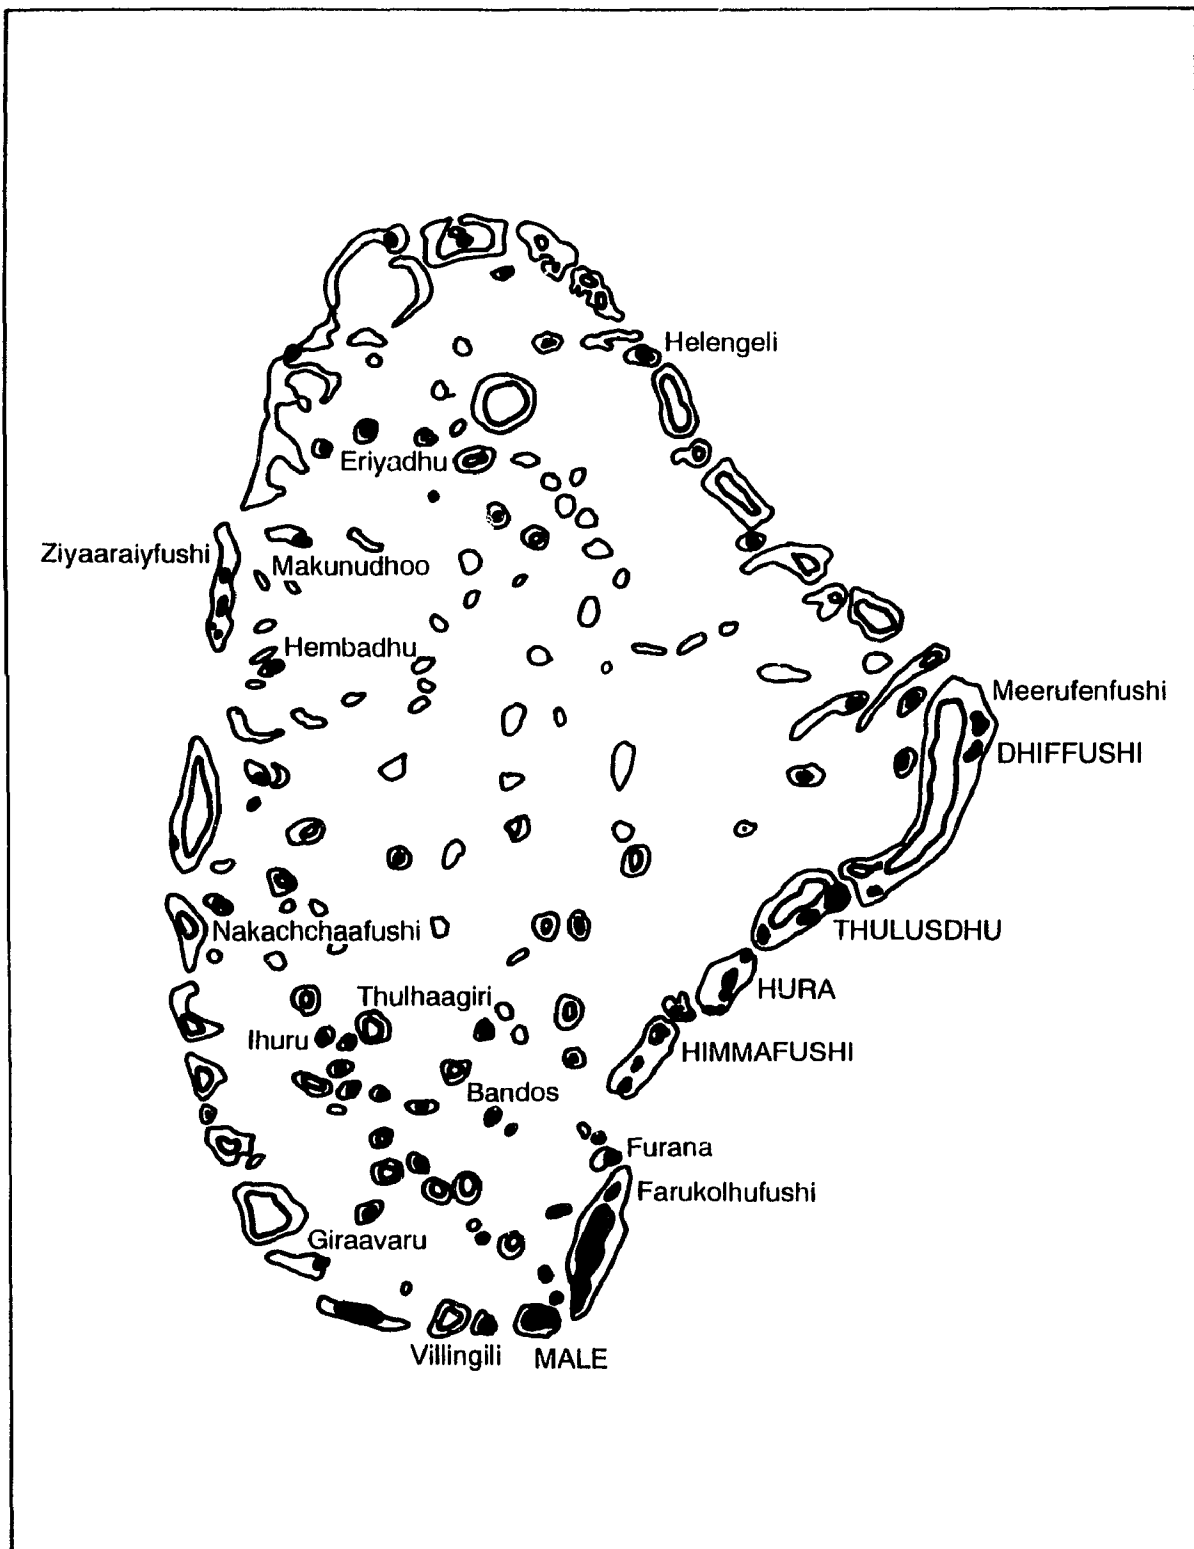 Helengeli
Eriyadhu
Ziyaaraiyfushi
Makunudhoo
Hembadhu
Meerufenfushi
DHIFFUSHI
Nakachchaafushi
THULUSDHU
HURA
Thulhaagiri
Ihuru
HIMMAFUSHI
Bandos
Furana
Farukolhufushi
Giraavaru
Villingili
MALE